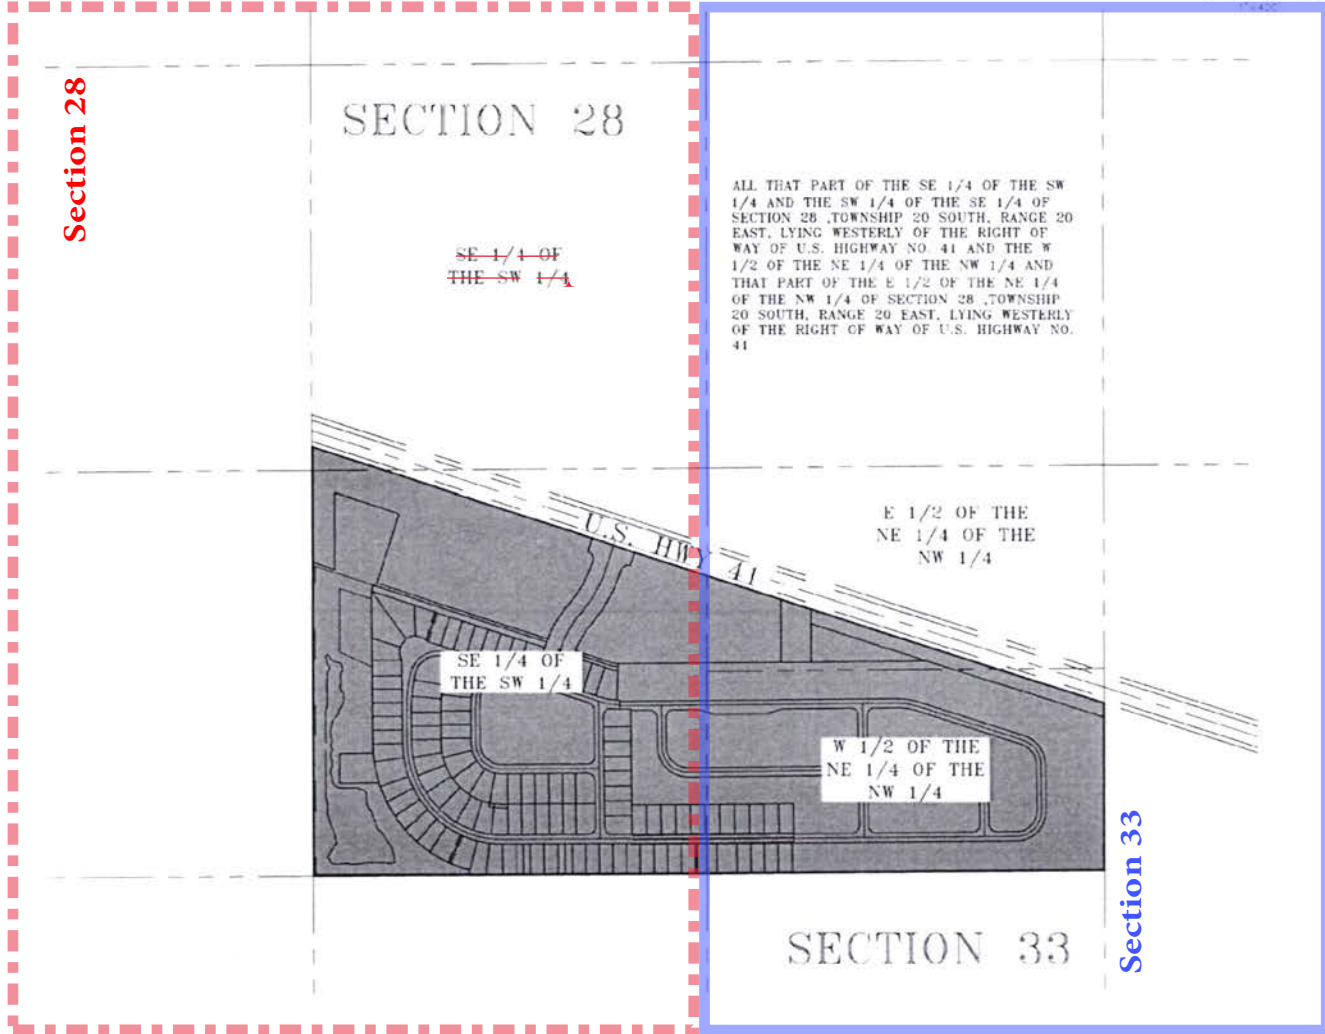 1"=400'
SECTION 28
Section 28
ALL THAT PART OF THE SE 1/4 OF THE SW
1/4 AND THE SW 1/4 OF THE SE 1/4 OF
SECTION 28 ,TOWNSHIP 20 SOUTH, RANGE 20
EAST, LYING WESTERLY OF THE RIGHT OF
WAY OF U.S. HIGHWAY NO. 41 AND THE W
1/2 OF THE NE 1/4 OF THE NW 1/4 AND
THAT PART OF THE E 1/2 OF THE NE 1/4
OF THE NW 1/4 OF SECTION 28 ,TOWNSHIP
20 SOUTH, RANGE 20 EAST, LYING WESTERLY
OF THE RIGHT OF WAY OF U.S. HIGHWAY NO.
41
SE 1/4 OF
THE SW 1/4
E 1/2 OF THE
NE 1/4 OF THE
NW 1/4
U.S. HWY 41
SE 1/4 OF
THE SW 1/4
W 1/2 OF THE
NE 1/4 OF THE
NW 1/4
Section 33
SECTION 33